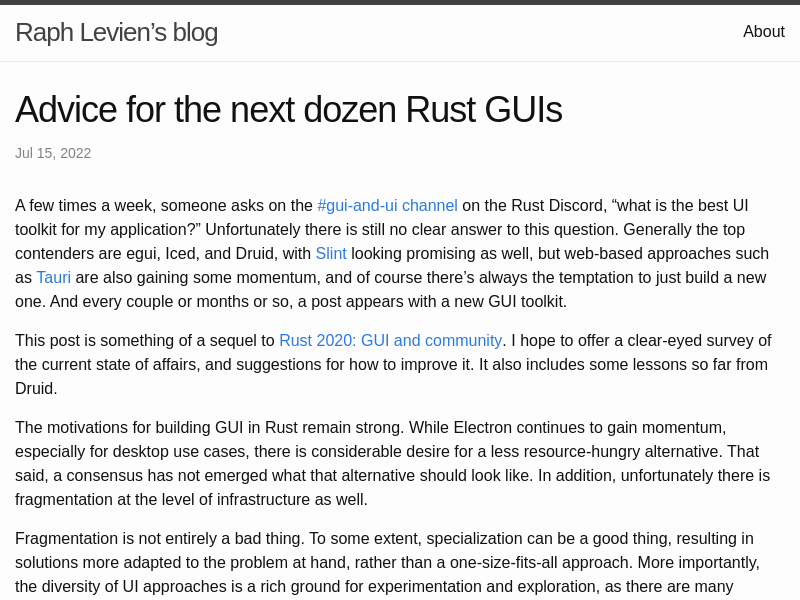 Raph Levien’s blog
About
Advice for the next dozen Rust GUIs
Jul 15, 2022
A few times a week, someone asks on the #gui-and-ui channel on the Rust Discord, “what is the best UI
toolkit for my application?” Unfortunately there is still no clear answer to this question. Generally the top
contenders are egui, Iced, and Druid, with Slint looking promising as well, but web-based approaches such
as Tauri are also gaining some momentum, and of course there’s always the temptation to just build a new
one. And every couple or months or so, a post appears with a new GUI toolkit.
This post is something of a sequel to Rust 2020: GUI and community. I hope to offer a clear-eyed survey of
the current state of affairs, and suggestions for how to improve it. It also includes some lessons so far from
Druid.
The motivations for building GUI in Rust remain strong. While Electron continues to gain momentum,
especially for desktop use cases, there is considerable desire for a less resource-hungry alternative. That
said, a consensus has not emerged what that alternative should look like. In addition, unfortunately there is
fragmentation at the level of infrastructure as well.
Fragmentation is not entirely a bad thing. To some extent, specialization can be a good thing, resulting in
solutions more adapted to the problem at hand, rather than a one-size-fits-all approach. More importantly,
the diversity of UI approaches is a rich ground for experimentation and exploration, as there are many